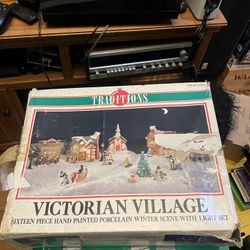 TRADITIONS
VICTORIAN VILLAGE
SIXTEEN PIECE HAND PAINTED PORCELAIN WINTER SCENE WITH LIGHT SET